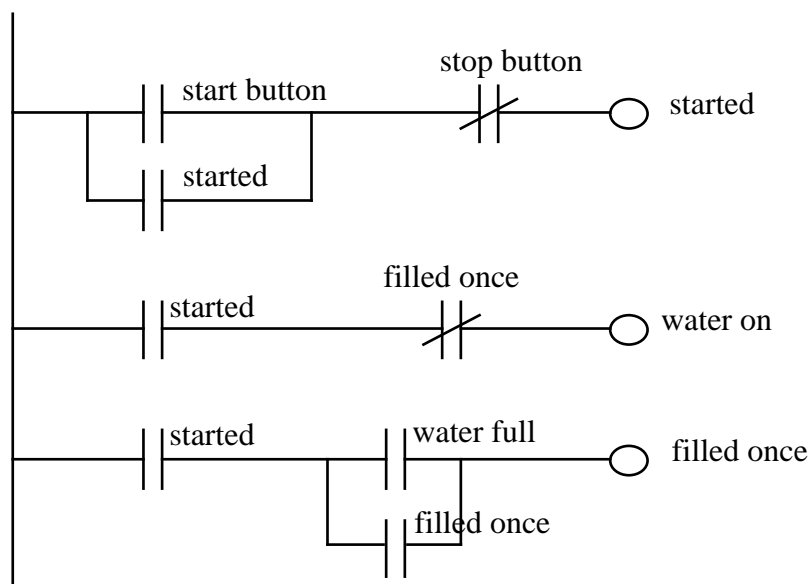 stop button
start button
started
started
filled once
started
water on
started
water full
filled once
filled once